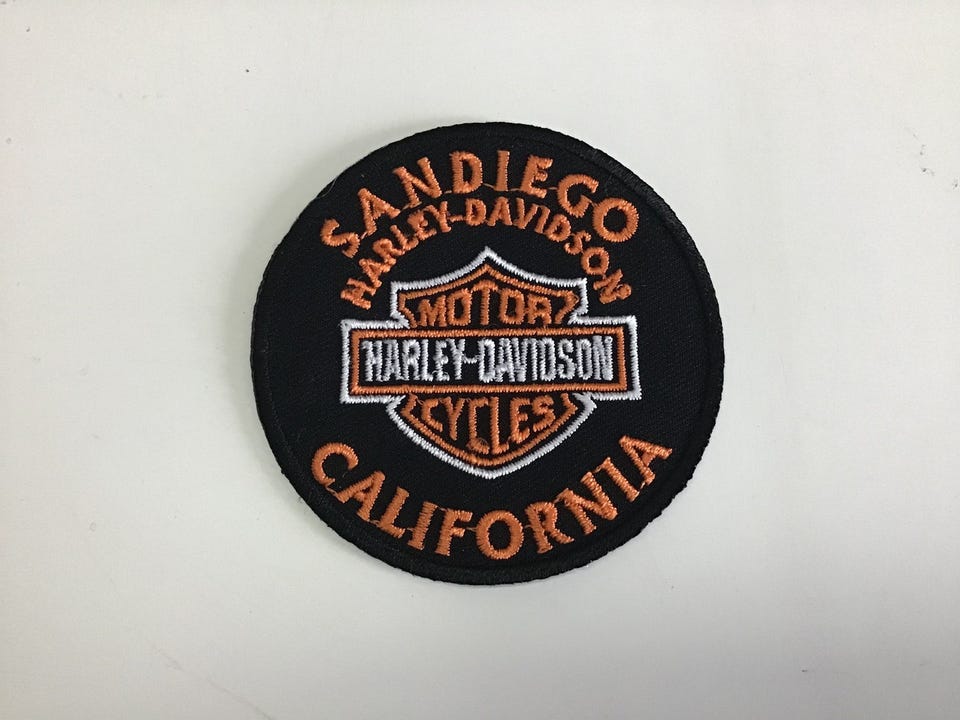 SANDIEGO
HARLEY-DAVIDSON
MOTOR
HARLEY-DAVIDSON
CYCLES
CALIFORNIA